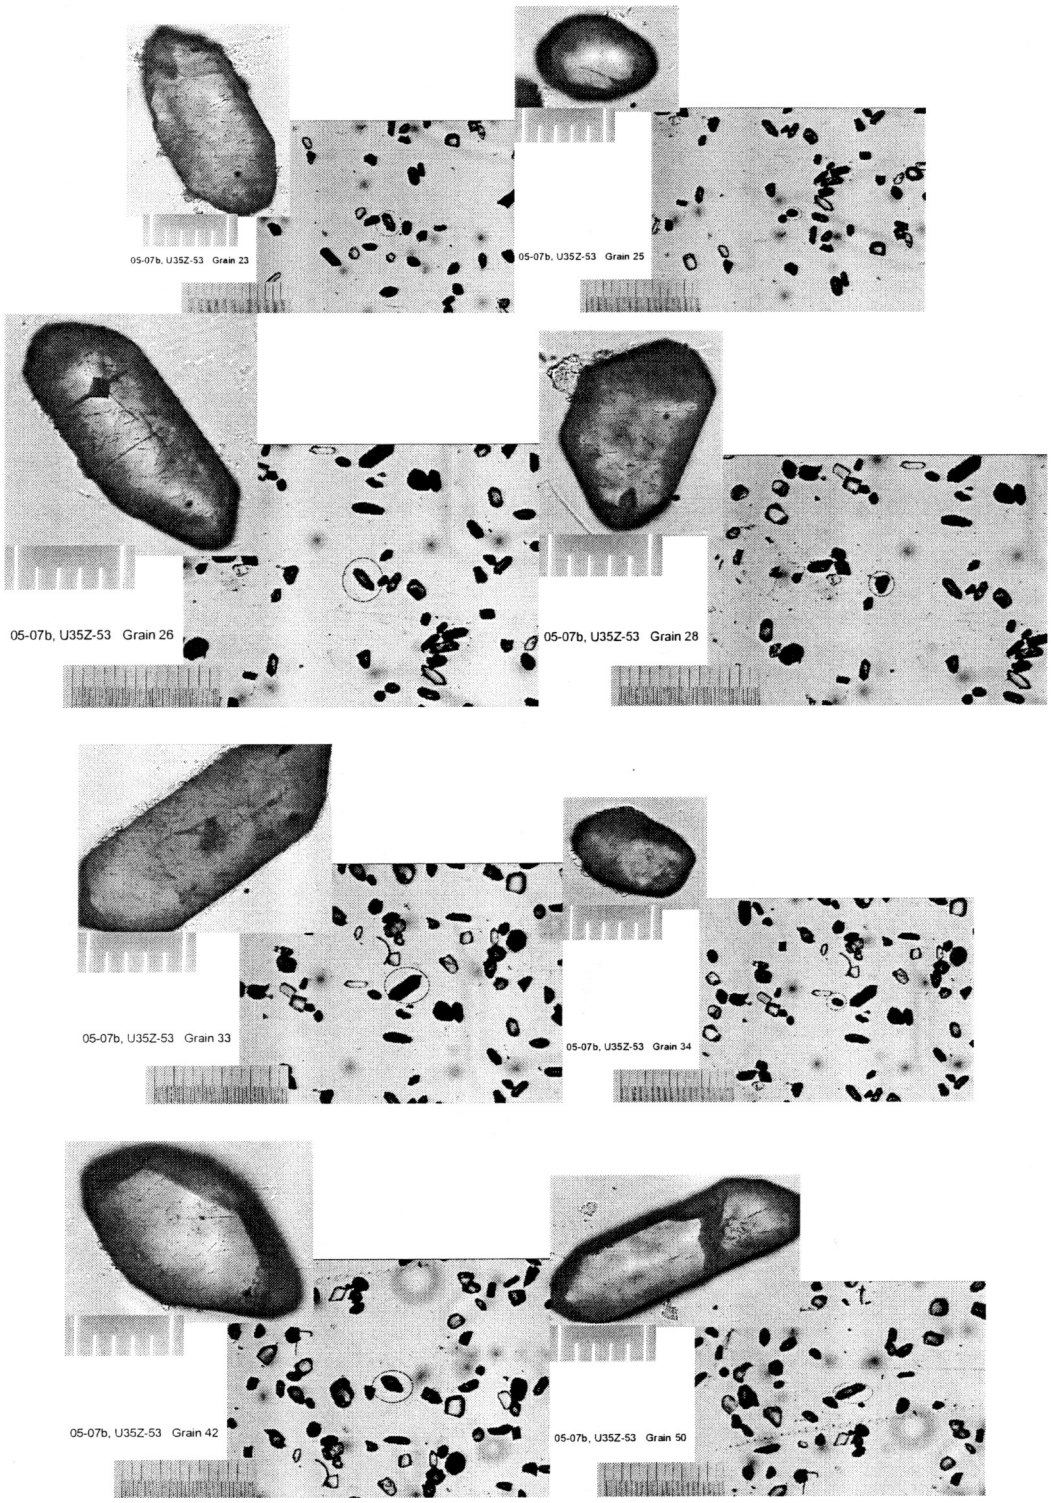 05-07b, U35Z-53 Grain 23
05-07b, U35Z-53 Grain 25
05-07b, U35Z-53 Grain 26
05-07b, U35Z-53 Grain 28
05-07b, U35Z-53 Grain 33
05-07b, U35Z-53 Grain 34
05-07b, U35Z-53 Grain 42
05-07b, U35Z-53 Grain 50